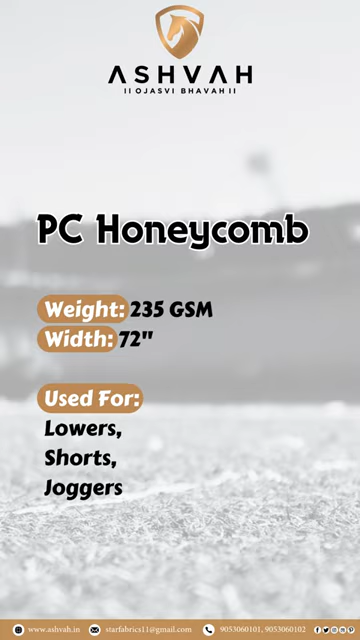 ASHVAH
II OJASVI BHAVAH II
PC Honeycomb
Weight: 235 GSM
Width: 72"
Used For:
Lowers,
Shorts,
Joggers
www.ashvah.in starfabrics11@gmail.com 9053060101, 9053060102